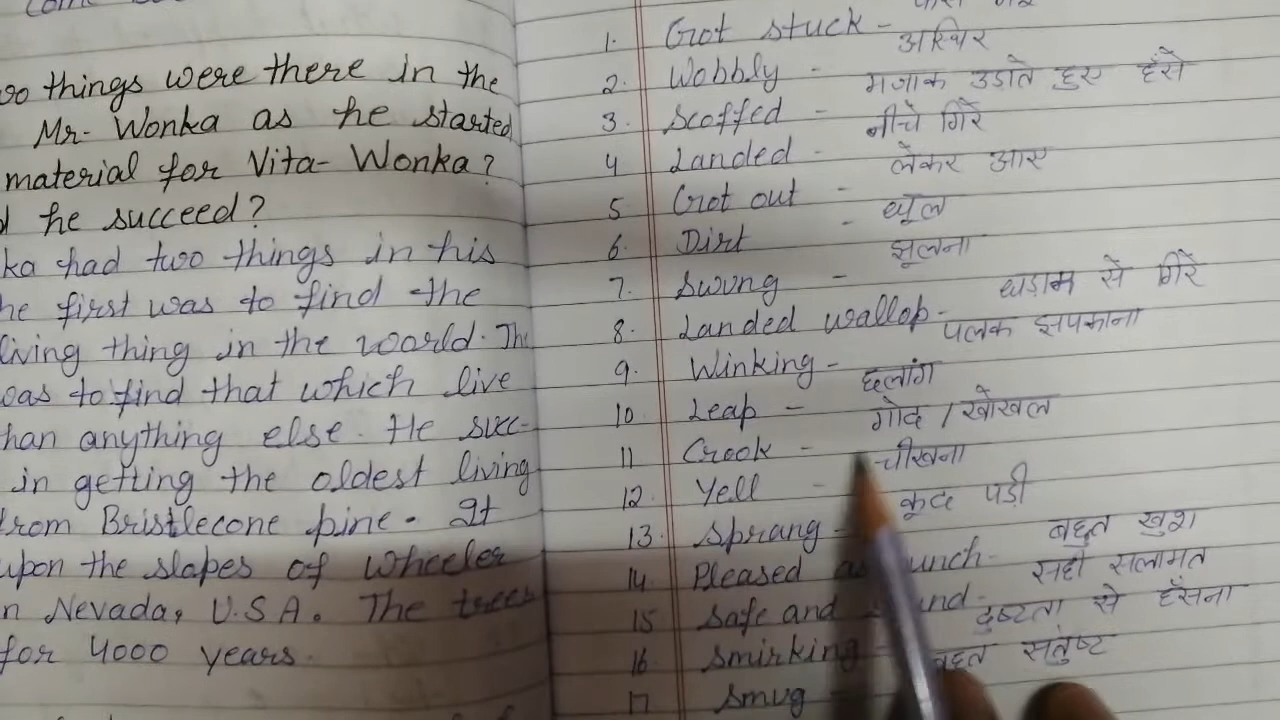 oo things were there in the
Mr- Wonka as he started
material for Vita- Wonka?
he succeed?
ka had two things in his
he first was to find the
living thing in the world. The
oas to find that which live
han anything else. He succ-
in getting the oldest living
from Bristlecone pine. It
upon the slopes of wheeler
n Nevada, U.S.A. The trees
for 4000 years.
1. Got stuck -
2. Wobbly - अस्थिर
3. Scoffed - मजाक उड़ाते हुए हँसे
4 Landed - नीचे गिरे
5 Got out - लेकर आए
6. Dirt - धूल
7. Swung - झूलना
8. Landed wallop- धड़ाम से गिरे
9. Winking - पलक झपकाना
10 Leap - छलांग
11 Crook - गोद / खोखल
12. Yell - चीखना
13. Sprang - कूद पड़ी
14 Pleased as unch- बहुत खुश
15 Safe and nd- सही सलामत
16 Smirking - दुष्टता से हँसना
17 Smug - बहुत संतुष्ट